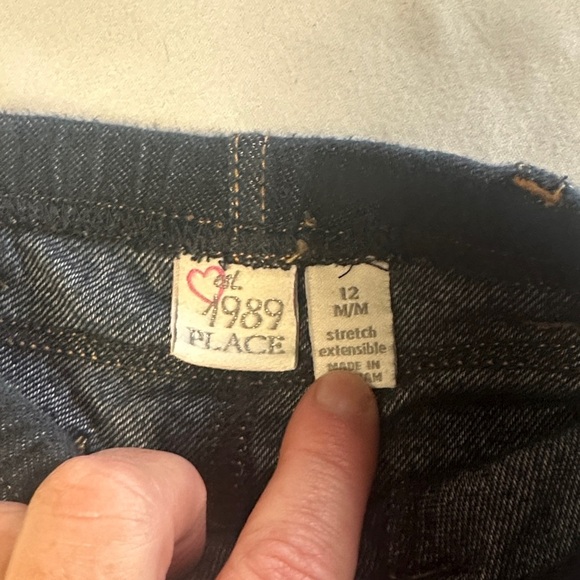 est.
1989
PLACE
12
M/M
stretch
extensible
MADE IN